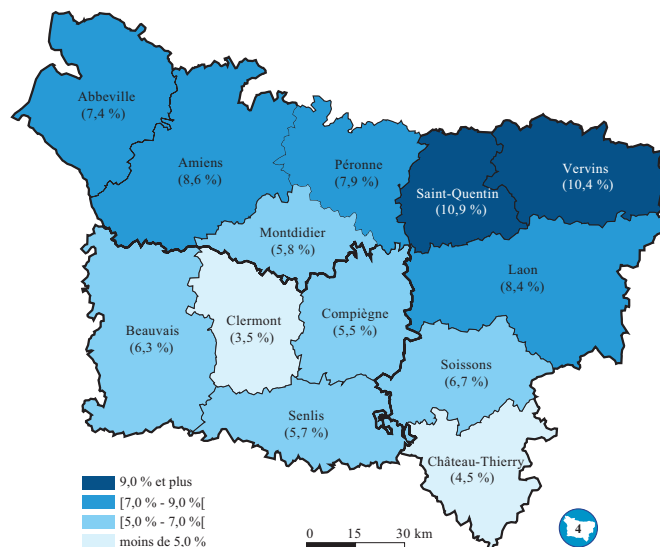 Abbeville
(7,4 %)
Amiens
(8,6 %)
Péronne
(7,9 %)
Saint-Quentin
(10,9 %)
Vervins
(10,4 %)
Montdidier
(5,8 %)
Laon
(8,4 %)
Beauvais
(6,3 %)
Clermont
(3,5 %)
Compiègne
(5,5 %)
Soissons
(6,7 %)
Senlis
(5,7 %)
Château-Thierry
(4,5 %)
9,0 % et plus
[7,0 % - 9,0 %[
[5,0 % - 7,0 %[
moins de 5,0 %
0 15 30 km
4